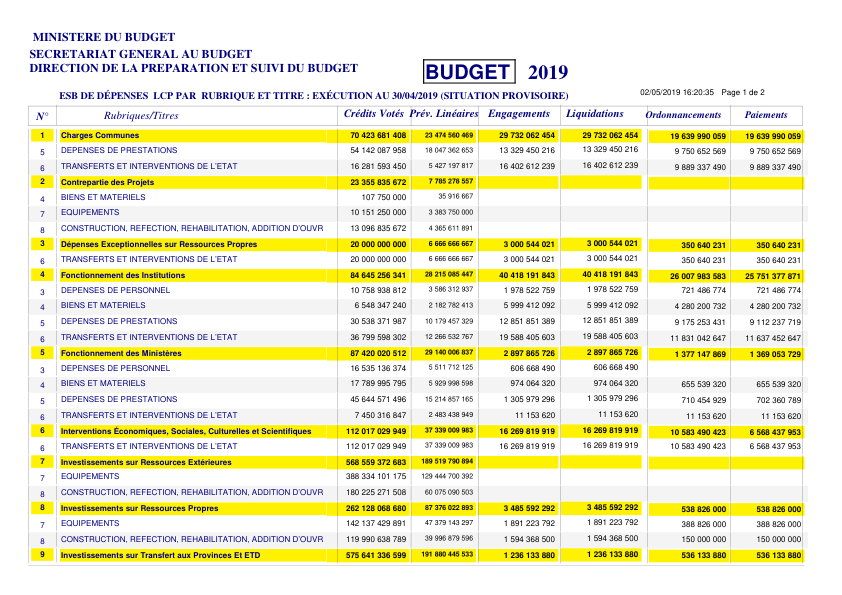 MINISTERE DU BUDGET
SECRETARIAT GENERAL AU BUDGET
DIRECTION DE LA PREPARATION ET SUIVI DU BUDGET
BUDGET 2019
ESB DE DÉPENSES LCP PAR RUBRIQUE ET TITRE : EXÉCUTION AU 30/04/2019 (SITUATION PROVISOIRE)
02/05/2019 16:20:35 Page 1 de 2
N° Rubriques/Titres Crédits Votés Prév. Linéaires Engagements Liquidations Ordonnancements Paiements
1 Charges Communes 70 423 681 408 23 474 560 469 29 732 062 454 29 732 062 454 19 639 990 059 19 639 990 059
5 DEPENSES DE PRESTATIONS 54 142 087 958 18 047 362 653 13 329 450 216 13 329 450 216 9 750 652 569 9 750 652 569
6 TRANSFERTS ET INTERVENTIONS DE L'ETAT 16 281 593 450 5 427 197 817 16 402 612 239 16 402 612 239 9 889 337 490 9 889 337 490
2 Contrepartie des Projets 23 355 835 672 7 785 278 557
4 BIENS ET MATERIELS 107 750 000 35 916 667
7 EQUIPEMENTS 10 151 250 000 3 383 750 000
8 CONSTRUCTION, REFECTION, REHABILITATION, ADDITION D'OUVR 13 096 835 672 4 365 611 891
3 Dépenses Exceptionnelles sur Ressources Propres 20 000 000 000 6 666 666 667 3 000 544 021 3 000 544 021 350 640 231 350 640 231
6 TRANSFERTS ET INTERVENTIONS DE L'ETAT 20 000 000 000 6 666 666 667 3 000 544 021 3 000 544 021 350 640 231 350 640 231
4 Fonctionnement des Institutions 84 645 256 341 28 215 085 447 40 418 191 843 40 418 191 843 26 007 983 583 25 751 377 871
3 DEPENSES DE PERSONNEL 10 758 938 812 3 586 312 937 1 978 522 759 1 978 522 759 721 486 774 721 486 774
4 BIENS ET MATERIELS 6 548 347 240 2 182 782 413 5 999 412 092 5 999 412 092 4 280 200 732 4 280 200 732
5 DEPENSES DE PRESTATIONS 30 538 371 987 10 179 457 329 12 851 851 389 12 851 851 389 9 175 253 431 9 112 237 719
6 TRANSFERTS ET INTERVENTIONS DE L'ETAT 36 799 598 302 12 266 532 767 19 588 405 603 19 588 405 603 11 831 042 647 11 637 452 647
5 Fonctionnement des Ministères 87 420 020 512 29 140 006 837 2 897 865 726 2 897 865 726 1 377 147 869 1 369 053 729
3 DEPENSES DE PERSONNEL 16 535 136 374 5 511 712 125 606 668 490 606 668 490
4 BIENS ET MATERIELS 17 789 995 795 5 929 998 598 974 064 320 974 064 320 655 539 320 655 539 320
5 DEPENSES DE PRESTATIONS 45 644 571 496 15 214 857 165 1 305 979 296 1 305 979 296 710 454 929 702 360 789
6 TRANSFERTS ET INTERVENTIONS DE L'ETAT 7 450 316 847 2 483 438 949 11 153 620 11 153 620 11 153 620 11 153 620
6 Interventions Économiques, Sociales, Culturelles et Scientifiques 112 017 029 949 37 339 009 983 16 269 819 919 16 269 819 919 10 583 490 423 6 568 437 953
6 TRANSFERTS ET INTERVENTIONS DE L'ETAT 112 017 029 949 37 339 009 983 16 269 819 919 16 269 819 919 10 583 490 423 6 568 437 953
7 Investissements sur Ressources Extérieures 568 559 372 683 189 519 790 894
7 EQUIPEMENTS 388 334 101 175 129 444 700 392
8 CONSTRUCTION, REFECTION, REHABILITATION, ADDITION D'OUVR 180 225 271 508 60 075 090 503
8 Investissements sur Ressources Propres 262 128 068 680 87 376 022 893 3 485 592 292 3 485 592 292 538 826 000 538 826 000
7 EQUIPEMENTS 142 137 429 891 47 379 143 297 1 891 223 792 1 891 223 792 388 826 000 388 826 000
8 CONSTRUCTION, REFECTION, REHABILITATION, ADDITION D'OUVR 119 990 638 789 39 996 879 596 1 594 368 500 1 594 368 500 150 000 000 150 000 000
9 Investissements sur Transfert aux Provinces Et ETD 575 641 336 599 191 880 445 533 1 236 133 880 1 236 133 880 536 133 880 536 133 880